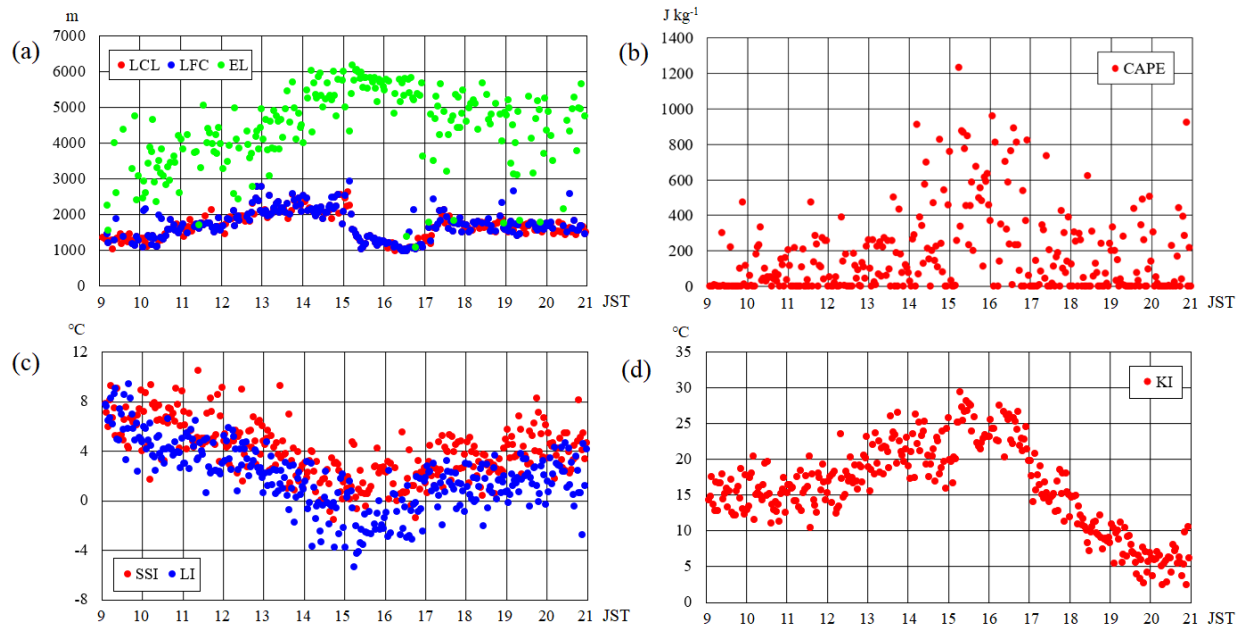 m
(a)
7000
6000
5000
4000
3000
2000
1000
0
LCL LFC EL
9 10 11 12 13 14 15 16 17 18 19 20 21 JST
J kg-1
(b)
1400
1200
1000
800
600
400
200
0
CAPE
9 10 11 12 13 14 15 16 17 18 19 20 21 JST
°C
(c)
12
8
4
0
-4
-8
SSI LI
9 10 11 12 13 14 15 16 17 18 19 20 21 JST
°C
(d)
35
30
25
20
15
10
5
0
KI
9 10 11 12 13 14 15 16 17 18 19 20 21 JST